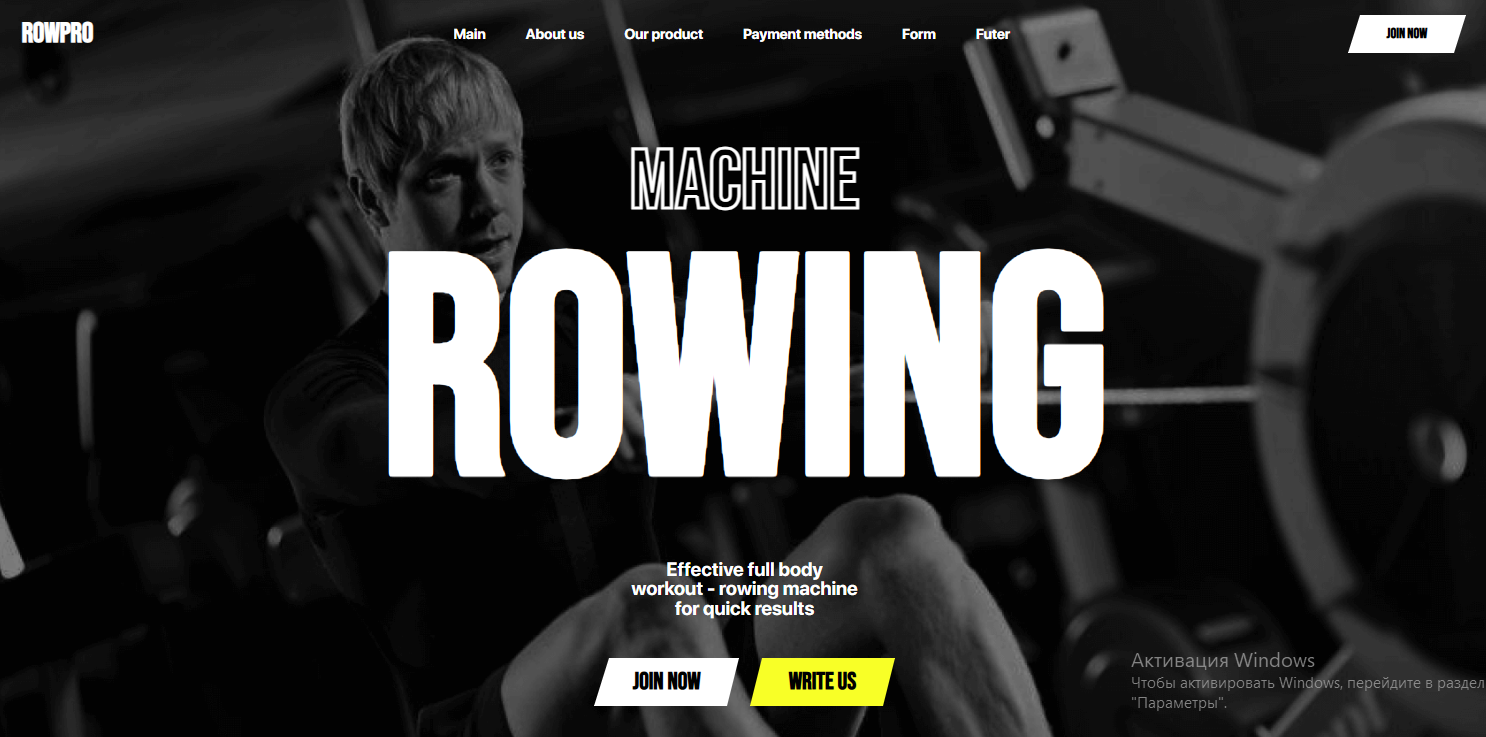 ROWPRO
Main About us Our product Payment methods Form Futer
JOIN NOW
MACHINE
ROWING
Effective full body
workout - rowing machine
for quick results
JOIN NOW
WRITE US
Активация Windows
Чтобы активировать Windows, перейдите в раздел
"Параметры".